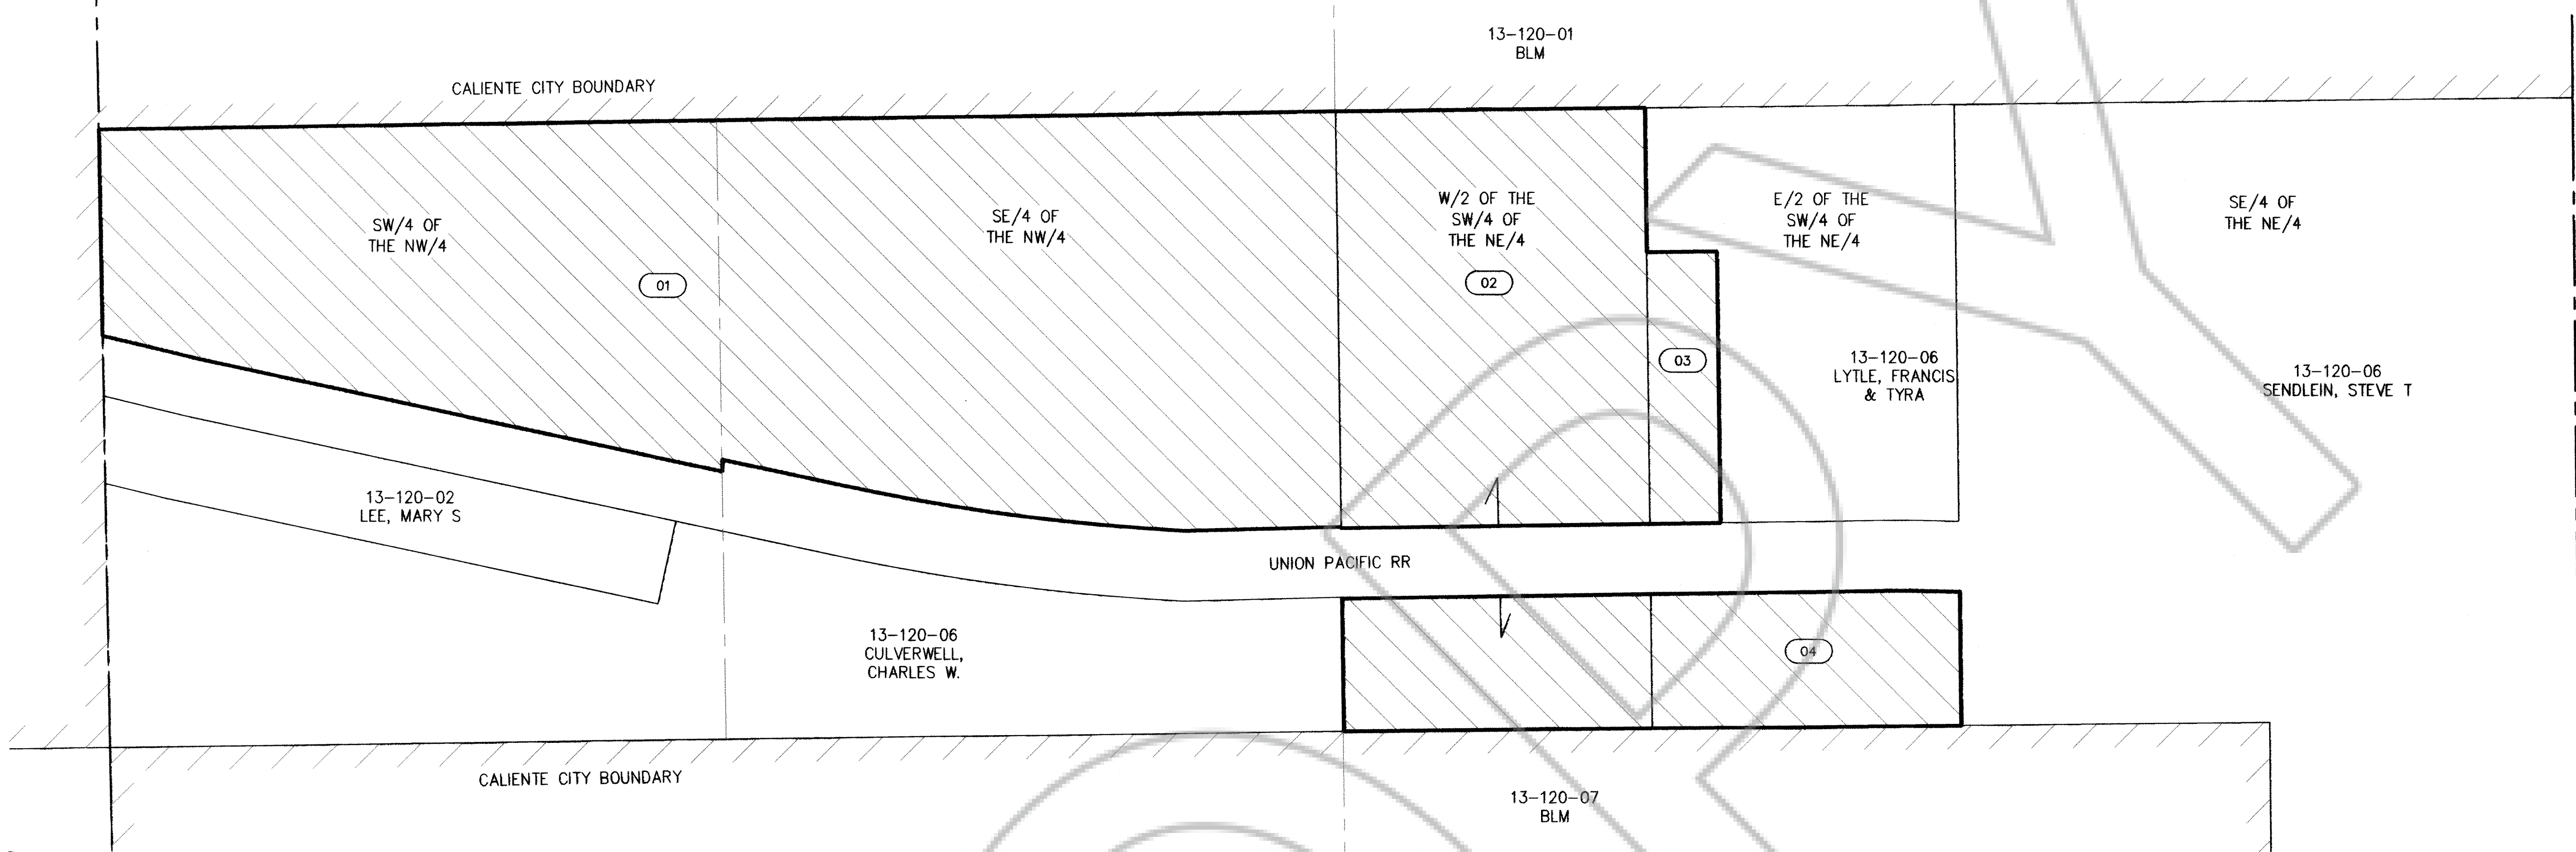 13-120-01
BLM
CALIENTE CITY BOUNDARY
SW/4 OF
THE NW/4
SE/4 OF
THE NW/4
W/2 OF THE
SW/4 OF
THE NE/4
E/2 OF THE
SW/4 OF
THE NE/4
SE/4 OF
THE NE/4
01
02
03
13-120-06
LYTLE, FRANCIS
& TYRA
13-120-06
SENDLEIN, STEVE T
13-120-02
LEE, MARY S
UNION PACIFIC RR
13-120-06
CULVERWELL,
CHARLES W.
04
CALIENTE CITY BOUNDARY
13-120-07
BLM